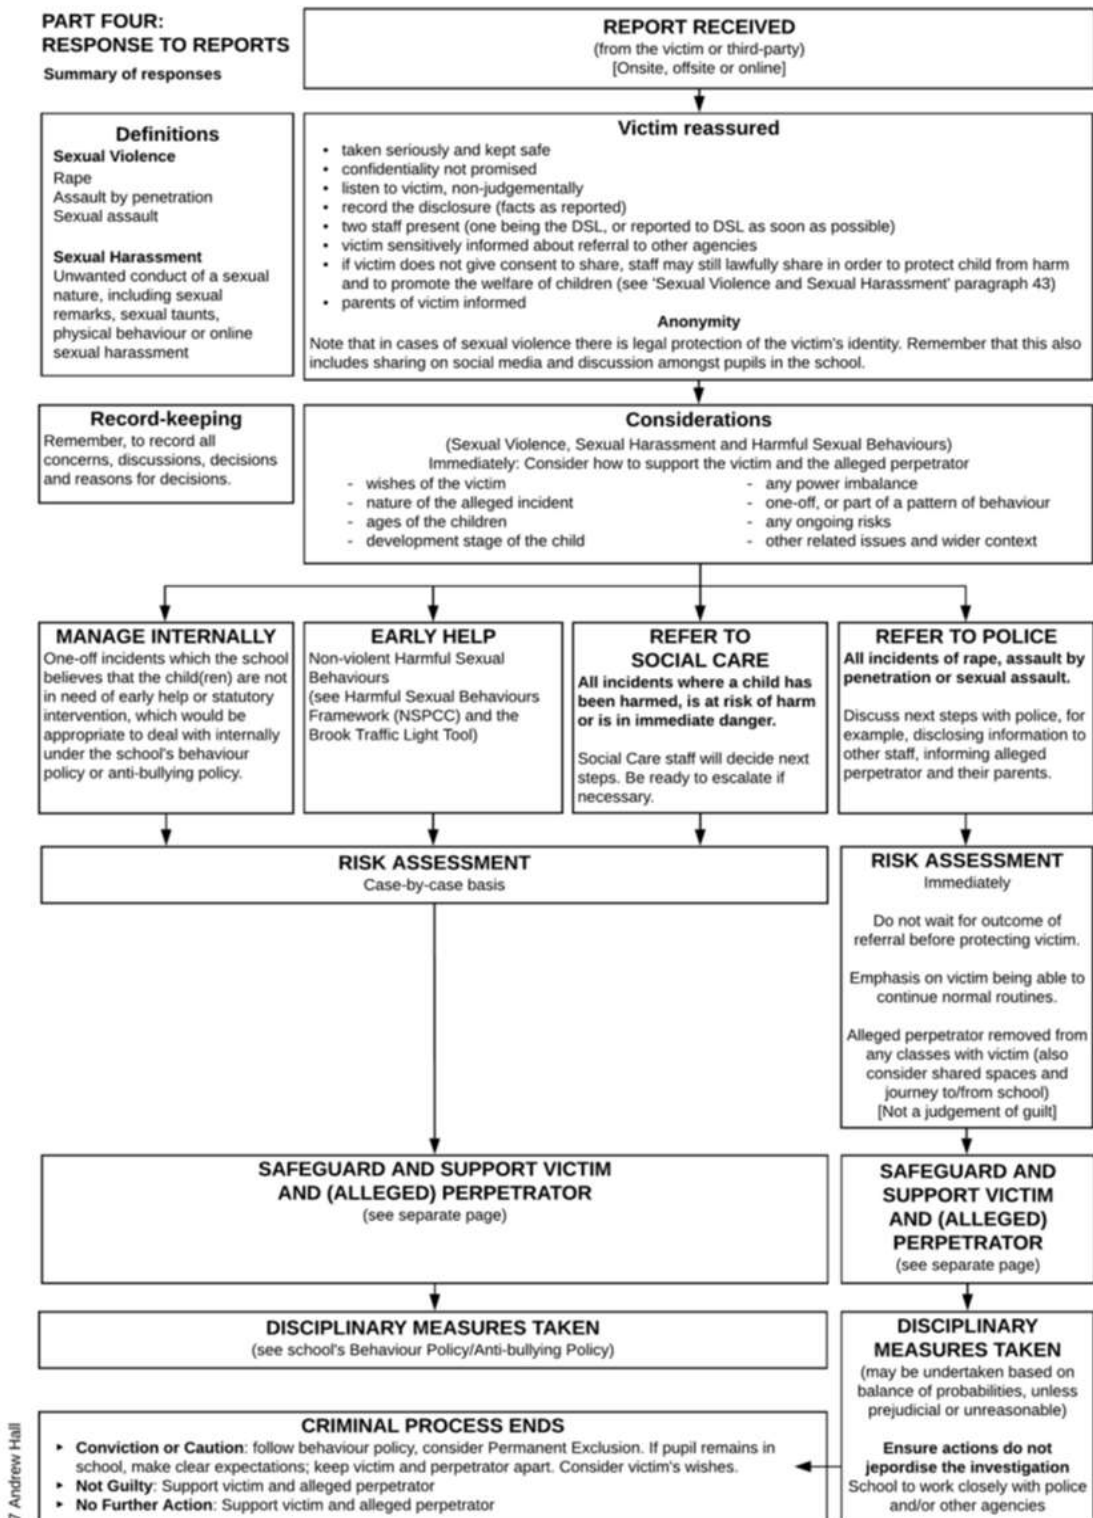 PART FOUR:
RESPONSE TO REPORTS
Summary of responses
REPORT RECEIVED
(from the victim or third-party)
[Onsite, offsite or online]
Definitions
Sexual Violence
Rape
Assault by penetration
Sexual assault
Sexual Harassment
Unwanted conduct of a sexual
nature, including sexual
remarks, sexual taunts,
physical behaviour or online
sexual harassment
Victim reassured
• taken seriously and kept safe
• confidentiality not promised
• listen to victim, non-judgementally
• record the disclosure (facts as reported)
• two staff present (one being the DSL, or reported to DSL as soon as possible)
• victim sensitively informed about referral to other agencies
• if victim does not give consent to share, staff may still lawfully share in order to protect child from harm
and to promote the welfare of children (see 'Sexual Violence and Sexual Harassment' paragraph 43)
• parents of victim informed
Anonymity
Note that in cases of sexual violence there is legal protection of the victim's identity. Remember that this also
includes sharing on social media and discussion amongst pupils in the school.
Record-keeping
Remember, to record all
concerns, discussions, decisions
and reasons for decisions.
Considerations
(Sexual Violence, Sexual Harassment and Harmful Sexual Behaviours)
Immediately: Consider how to support the victim and the alleged perpetrator
- wishes of the victim
- nature of the alleged incident
- ages of the children
- development stage of the child
- any power imbalance
- one-off, or part of a pattern of behaviour
- any ongoing risks
- other related issues and wider context
MANAGE INTERNALLY
One-off incidents which the school
believes that the child(ren) are not
in need of early help or statutory
intervention, which would be
appropriate to deal with internally
under the school's behaviour
policy or anti-bullying policy.
EARLY HELP
Non-violent Harmful Sexual
Behaviours
(see Harmful Sexual Behaviours
Framework (NSPCC) and the
Brook Traffic Light Tool)
REFER TO
SOCIAL CARE
All incidents where a child has
been harmed, is at risk of harm
or is in immediate danger.
Social Care staff will decide next
steps. Be ready to escalate if
necessary.
REFER TO POLICE
All incidents of rape, assault by
penetration or sexual assault.
Discuss next steps with police, for
example, disclosing information to
other staff, informing alleged
perpetrator and their parents.
RISK ASSESSMENT
Case-by-case basis
RISK ASSESSMENT
Immediately
Do not wait for outcome of
referral before protecting victim.
Emphasis on victim being able to
continue normal routines.
Alleged perpetrator removed from
any classes with victim (also
consider shared spaces and
journey to/from school)
[Not a judgement of guilt]
SAFEGUARD AND SUPPORT VICTIM
AND (ALLEGED) PERPETRATOR
(see separate page)
SAFEGUARD AND
SUPPORT VICTIM
AND (ALLEGED)
PERPETRATOR
(see separate page)
DISCIPLINARY MEASURES TAKEN
(see school's Behaviour Policy/Anti-bullying Policy)
DISCIPLINARY
MEASURES TAKEN
(may be undertaken based on
balance of probabilities, unless
prejudicial or unreasonable)
Ensure actions do not
jepordise the investigation
School to work closely with police
and/or other agencies
CRIMINAL PROCESS ENDS
‣ Conviction or Caution: follow behaviour policy, consider Permanent Exclusion. If pupil remains in
school, make clear expectations; keep victim and perpetrator apart. Consider victim's wishes.
‣ Not Guilty: Support victim and alleged perpetrator
‣ No Further Action: Support victim and alleged perpetrator
7 Andrew Hall